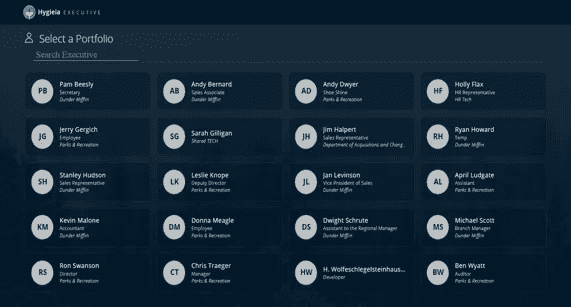 Hygieia EXECUTIVE
Select a Portfolio
Search Executive
PB
Pam Beesly
Secretary
Dunder Mifflin
AB
Andy Bernard
Sales Associate
Dunder Mifflin
AD
Andy Dwyer
Shoe Shine
Parks & Recreation
HF
Holly Flax
HR Representative
HR Tech
JG
Jerry Gergich
Employee
Parks & Recreation
SG
Sarah Gilligan
Shared TECH
JH
Jim Halpert
Sales Representative
Department of Acquisitions and Chang...
RH
Ryan Howard
Temp
Dunder Mifflin
SH
Stanley Hudson
Sales Representative
Dunder Mifflin
LK
Leslie Knope
Deputy Director
Parks & Recreation
JL
Jan Levinson
Vice President of Sales
Dunder Mifflin
AL
April Ludgate
Assistant
Parks & Recreation
KM
Kevin Malone
Accountant
Dunder Mifflin
DM
Donna Meagle
Employee
Parks & Recreation
DS
Dwight Schrute
Assistant to the Regional Manager
Dunder Mifflin
MS
Michael Scott
Branch Manager
Dunder Mifflin
RS
Ron Swanson
Director
Parks & Recreation
CT
Chris Traeger
Manager
Parks & Recreation
HW
H. Wolfeschlegelsteinhaus...
Developer
BW
Ben Wyatt
Auditor
Parks & Recreation